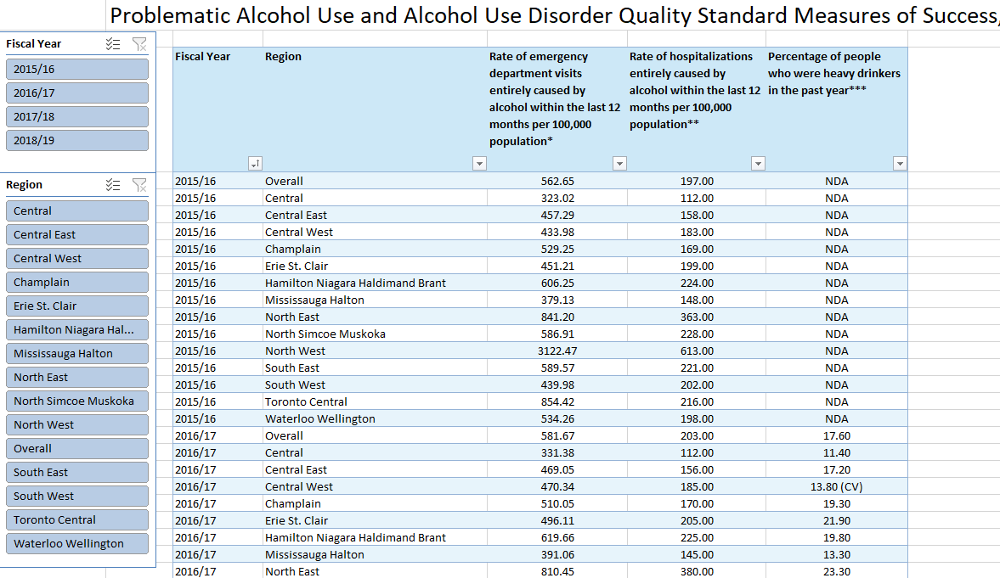 Problematic Alcohol Use and Alcohol Use Disorder Quality Standard Measures of Success,
Fiscal Year
2015/16
2016/17
2017/18
2018/19
Region
Central
Central East
Central West
Champlain
Erie St. Clair
Hamilton Niagara Hal...
Mississauga Halton
North East
North Simcoe Muskoka
North West
Overall
South East
South West
Toronto Central
Waterloo Wellington
Fiscal Year
Region
Rate of emergency
department visits
entirely caused by
alcohol within the last 12
months per 100,000
population*
Rate of hospitalizations
entirely caused by
alcohol within the last 12
months per 100,000
population**
Percentage of people
who were heavy drinkers
in the past year***
2015/16 Overall 562.65 197.00 NDA
2015/16 Central 323.02 112.00 NDA
2015/16 Central East 457.29 158.00 NDA
2015/16 Central West 433.98 183.00 NDA
2015/16 Champlain 529.25 169.00 NDA
2015/16 Erie St. Clair 451.21 199.00 NDA
2015/16 Hamilton Niagara Haldimand Brant 606.25 224.00 NDA
2015/16 Mississauga Halton 379.13 148.00 NDA
2015/16 North East 841.20 363.00 NDA
2015/16 North Simcoe Muskoka 586.91 228.00 NDA
2015/16 North West 3122.47 613.00 NDA
2015/16 South East 589.57 221.00 NDA
2015/16 South West 439.98 202.00 NDA
2015/16 Toronto Central 854.42 216.00 NDA
2015/16 Waterloo Wellington 534.26 198.00 NDA
2016/17 Overall 581.67 203.00 17.60
2016/17 Central 331.38 112.00 11.40
2016/17 Central East 469.05 156.00 17.20
2016/17 Central West 470.34 185.00 13.80 (CV)
2016/17 Champlain 510.05 170.00 19.30
2016/17 Erie St. Clair 496.11 205.00 21.90
2016/17 Hamilton Niagara Haldimand Brant 619.66 225.00 19.80
2016/17 Mississauga Halton 391.06 145.00 13.30
2016/17 North East 810.45 380.00 23.30